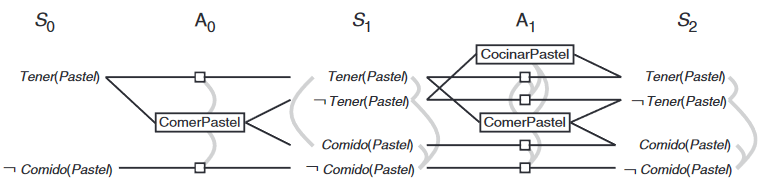 S0 A0 S1 A1 S2
CocinarPastel
Tener(Pastel) Tener(Pastel) Tener(Pastel)
¬ Tener(Pastel) ¬ Tener(Pastel)
ComerPastel ComerPastel
Comido(Pastel) Comido(Pastel)
¬ Comido(Pastel) ¬ Comido(Pastel) ¬ Comido(Pastel)